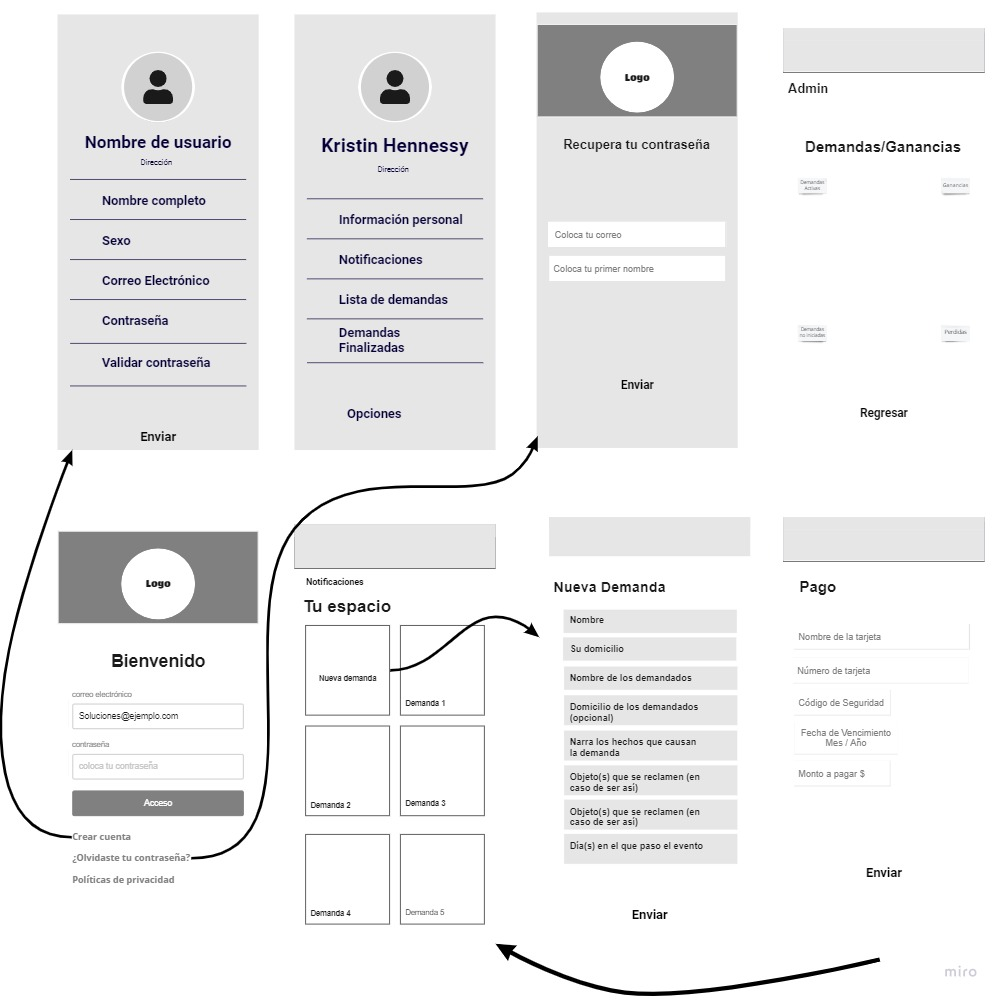 Nombre de usuario
Dirección
Nombre completo
Sexo
Correo Electrónico
Contraseña
Validar contraseña
Enviar
Kristin Hennessy
Dirección
Información personal
Notificaciones
Lista de demandas
Demandas
Finalizadas
Opciones
Logo
Recupera tu contraseña
Coloca tu correo
Coloca tu primer nombre
Enviar
Admin
Demandas/Ganancias
Demandas
Activas
Ganancias
Demandas
no iniciadas
Perdidas
Regresar
Logo
Bienvenido
correo electrónico
Soluciones@ejemplo.com
contraseña
coloca tu contraseña
Acceso
Crear cuenta
¿Olvidaste tu contraseña?
Políticas de privacidad
Notificaciones
Tu espacio
Nueva demanda
Demanda 1
Demanda 2
Demanda 3
Demanda 4
Demanda 5
Nueva Demanda
Nombre
Su domicilio
Nombre de los demandados
Domicilio de los demandados
(opcional)
Narra los hechos que causan
la demanda
Objeto(s) que se reclamen (en
caso de ser así)
Objeto(s) que se reclamen (en
caso de ser así)
Día(s) en el que paso el evento
Enviar
Pago
Nombre de la tarjeta
Número de tarjeta
Código de Seguridad
Fecha de Vencimiento
Mes / Año
Monto a pagar $
Enviar
miro